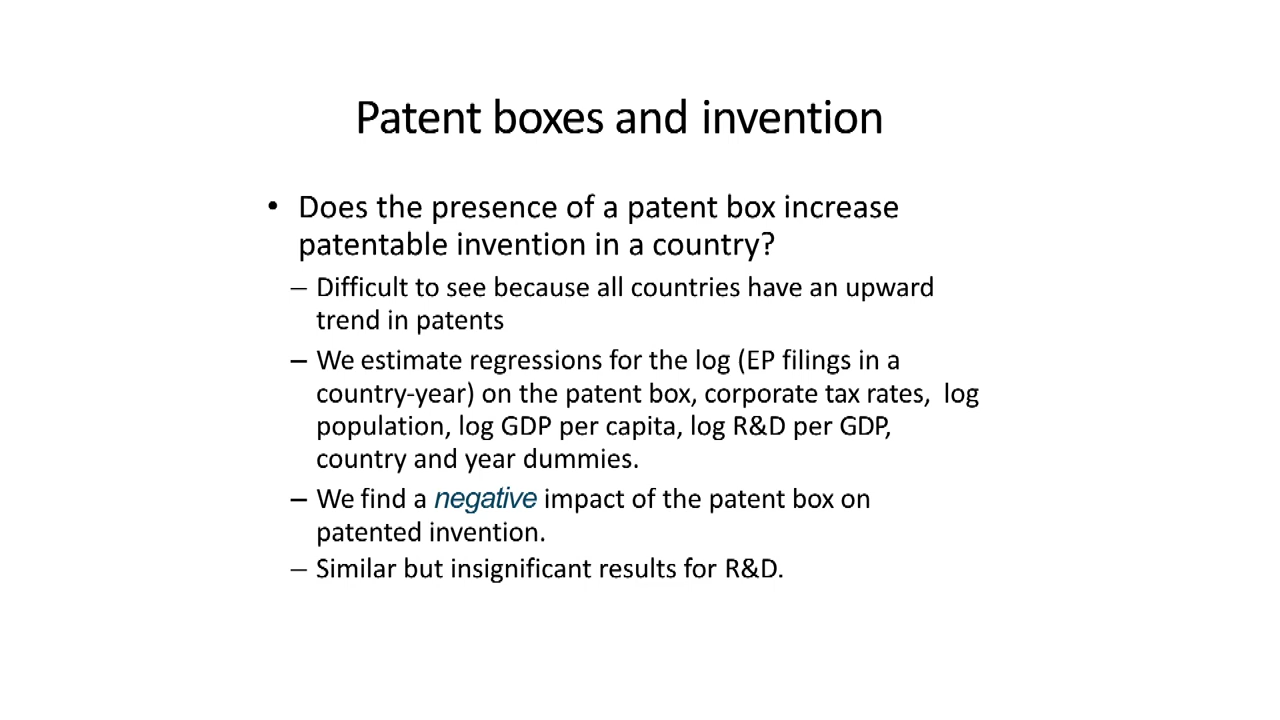 Patent boxes and invention
• Does the presence of a patent box increase
patentable invention in a country?
– Difficult to see because all countries have an upward
trend in patents
– We estimate regressions for the log (EP filings in a
country-year) on the patent box, corporate tax rates,  log
population, log GDP per capita, log R&D per GDP,
country and year dummies.
– We find a negative impact of the patent box on
patented invention.
– Similar but insignificant results for R&D.